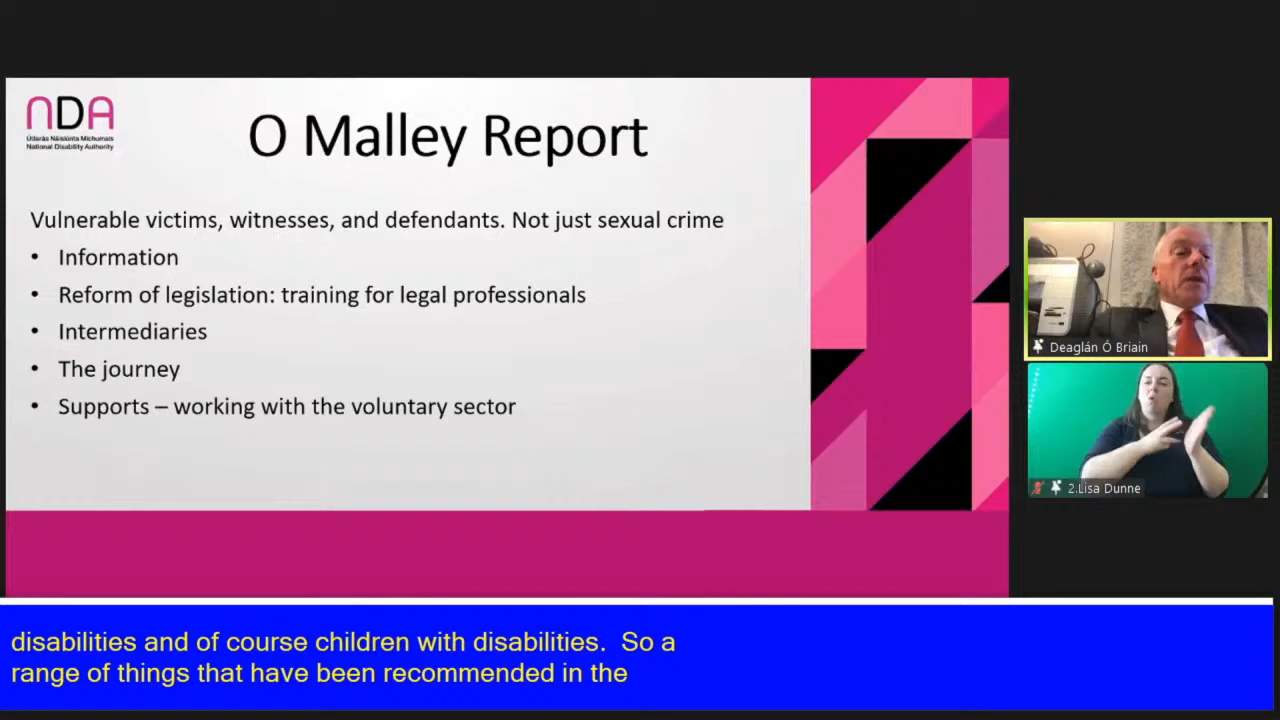 NDA
Údarás Náisiúnta Míchumais
National Disability Authority
O Malley Report
Vulnerable victims, witnesses, and defendants. Not just sexual crime
• Information
• Reform of legislation: training for legal professionals
• Intermediaries
• The journey
• Supports – working with the voluntary sector
Deaglán Ó Briain
2.Lisa Dunne
disabilities and of course children with disabilities. So a
range of things that have been recommended in the